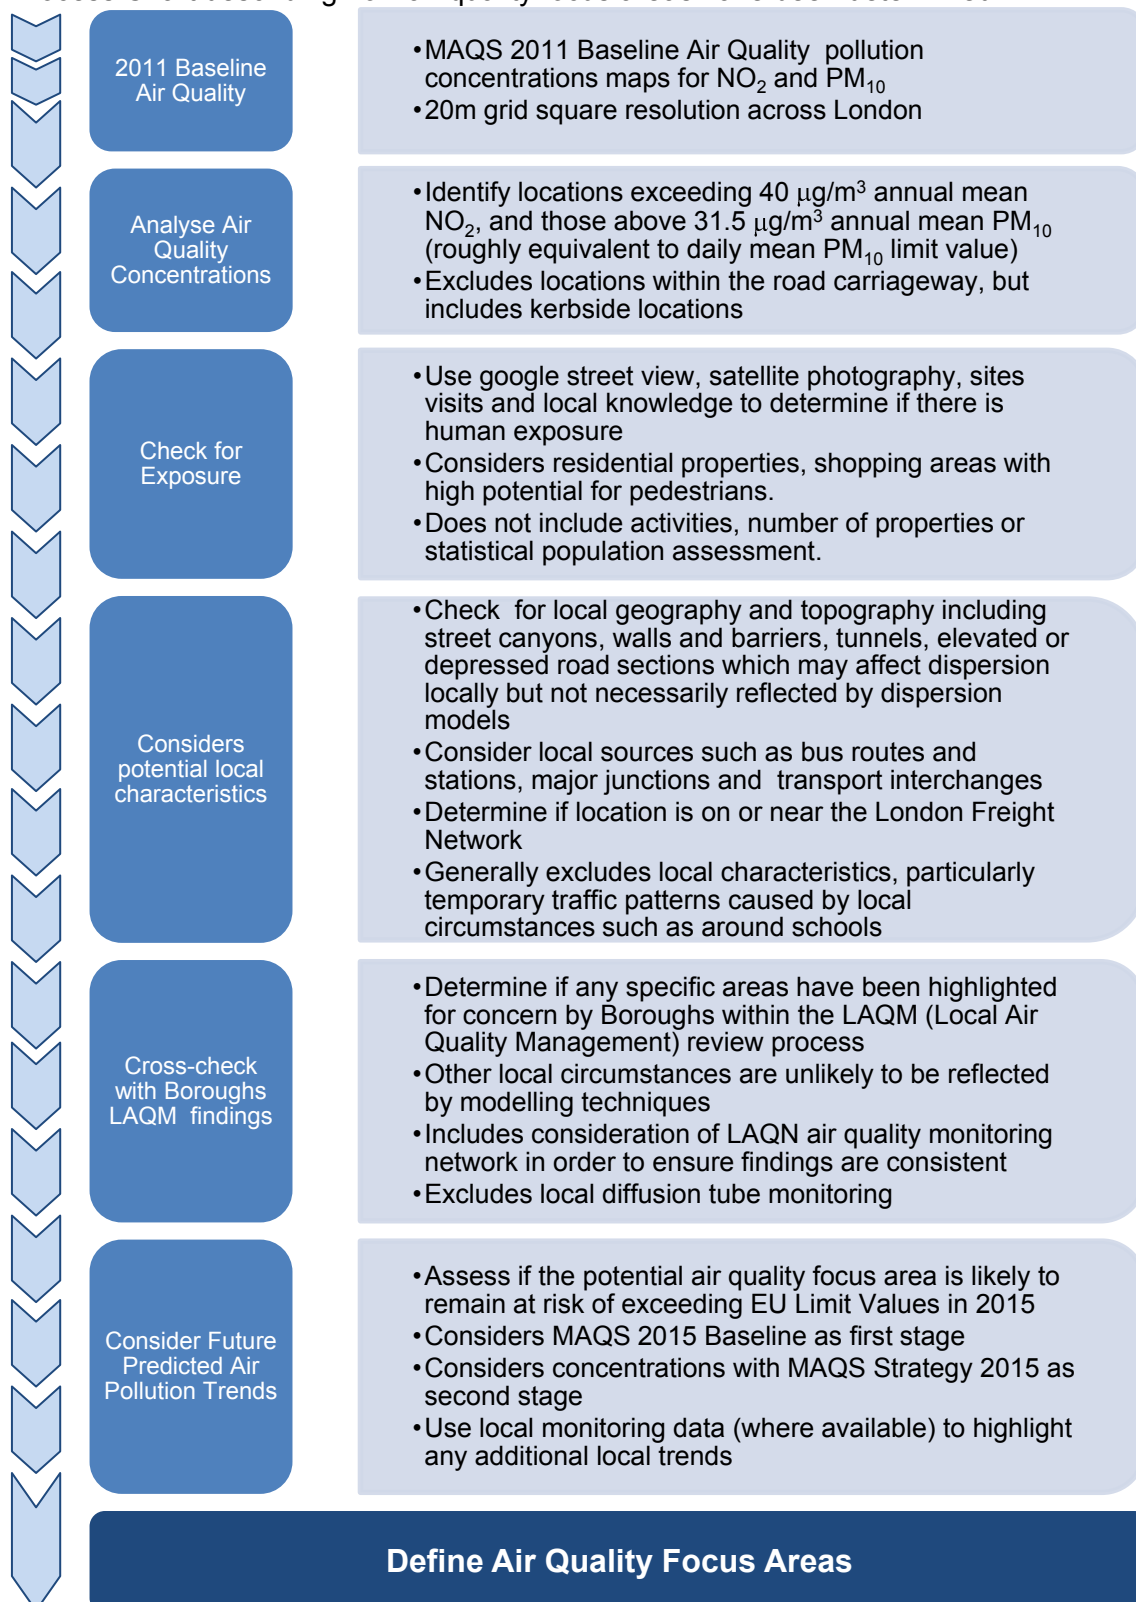 2011 Baseline
Air Quality
•MAQS 2011 Baseline Air Quality  pollution
concentrations maps for NO₂ and PM₁₀
•20m grid square resolution across London
Analyse Air
Quality
Concentrations
•Identify locations exceeding 40 µg/m³ annual mean
NO₂, and those above 31.5 µg/m³ annual mean PM₁₀
(roughly equivalent to daily mean PM₁₀ limit value)
•Excludes locations within the road carriageway, but
includes kerbside locations
Check for
Exposure
•Use google street view, satellite photography, sites
visits and local knowledge to determine if there is
human exposure
•Considers residential properties, shopping areas with
high potential for pedestrians.
•Does not include activities, number of properties or
statistical population assessment.
Considers
potential local
characteristics
•Check  for local geography and topography including
street canyons, walls and barriers, tunnels, elevated or
depressed road sections which may affect dispersion
locally but not necessarily reflected by dispersion
models
•Consider local sources such as bus routes and
stations, major junctions and  transport interchanges
•Determine if location is on or near the London Freight
Network
•Generally excludes local characteristics, particularly
temporary traffic patterns caused by local
circumstances such as around schools
Cross-check
with Boroughs
LAQM  findings
•Determine if any specific areas have been highlighted
for concern by Boroughs within the LAQM (Local Air
Quality Management) review process
•Other local circumstances are unlikely to be reflected
by modelling techniques
•Includes consideration of LAQN air quality monitoring
network in order to ensure findings are consistent
•Excludes local diffusion tube monitoring
Consider Future
Predicted Air
Pollution Trends
•Assess if the potential air quality focus area is likely to
remain at risk of exceeding EU Limit Values in 2015
•Considers MAQS 2015 Baseline as first stage
•Considers concentrations with MAQS Strategy 2015 as
second stage
•Use local monitoring data (where available) to highlight
any additional local trends
Define Air Quality Focus Areas